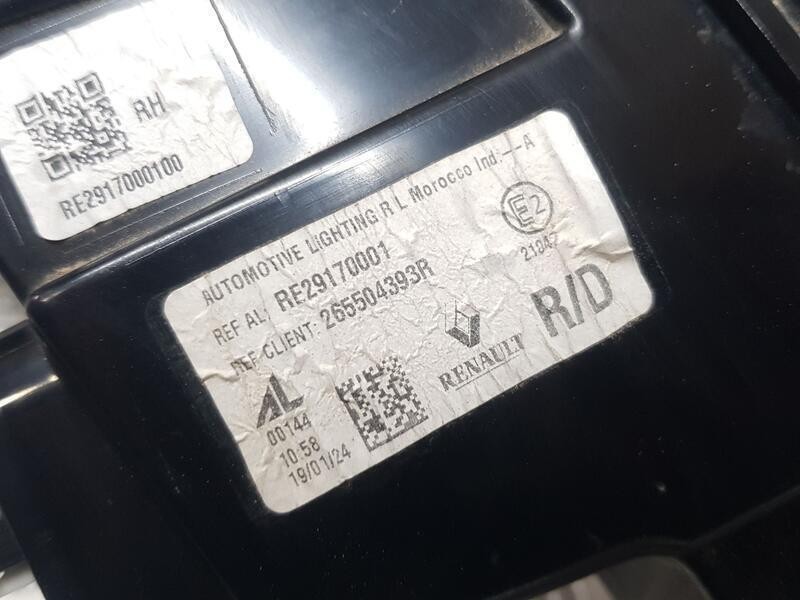 RH
RE2917000100
AUTOMOTIVE LIGHTING R L Morocco Ind:--A
REF AL: RE29170001
REF CLIENT: 265504393R
E2
AL
00144
10:58
19/01/24
RENAULT
R/D